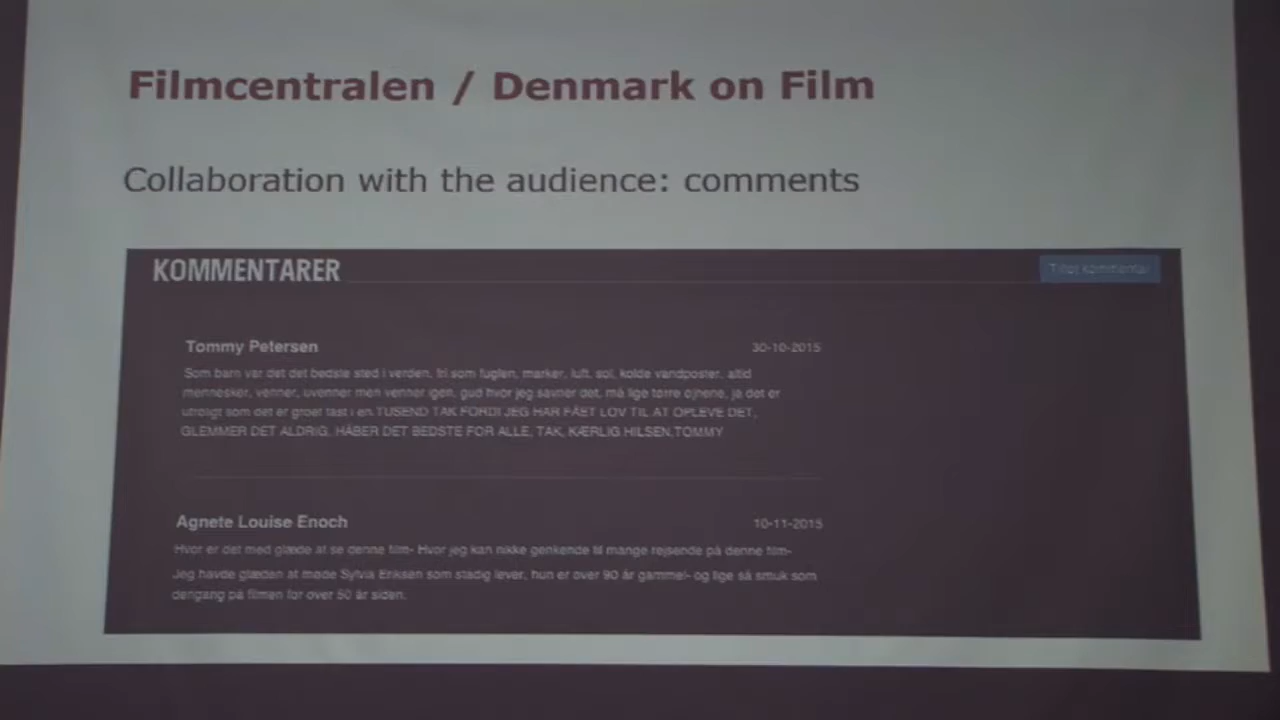 Filmcentralen / Denmark on Film
Collaboration with the audience: comments
KOMMENTARER
Tilføj kommentar
Tommy Petersen
30-10-2015
Som barn var det det bedste sted i verden, fri som fuglen, marker, luft, sol, kolde vandposter, altid
mennesker, venner, uvenner men venner igen, gud hvor jeg savner det, må lige tørre øjnene, ja det er
utroligt som det er groet fast i en.TUSEND TAK FORDI JEG HAR FÅET LOV TIL AT OPLEVE DET,
GLEMMER DET ALDRIG, HÅBER DET BEDSTE FOR ALLE, TAK, KÆRLIG HILSEN,TOMMY
Agnete Louise Enoch
10-11-2015
Hvor er det med glæde at se denne film- Hvor jeg kan nikke genkende til mange rejsende på denne film-
Jeg havde glæden at møde Sylvia Eriksen som stadig lever, hun er over 90 år gammel- og lige så smuk som
dengang på filmen for over 50 år siden.